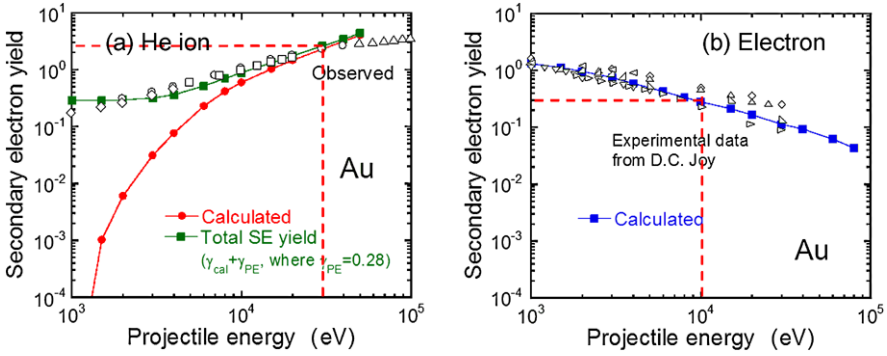 (a) He ion
Secondary electron yield
10^1
10^0
10^-1
10^-2
10^-3
10^-4
Observed
Au
Calculated
Total SE yield
(γ_cal+γ_PE, where γ_PE=0.28)
10^3
10^4
10^5
Projectile energy (eV)
(b) Electron
Secondary electron yield
10^1
10^0
10^-1
10^-2
10^-3
10^-4
Experimental data
from D.C. Joy
Calculated
Au
10^3
10^4
10^5
Projectile energy (eV)